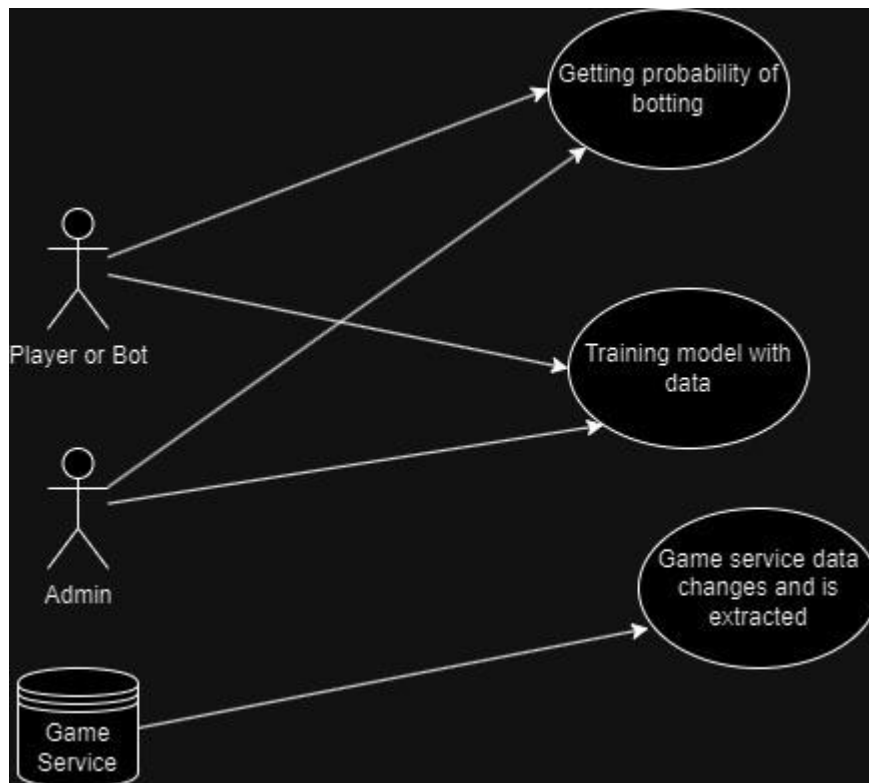 Getting probability of
botting
Player or Bot
Training model with
data
Admin
Game service data
changes and is
extracted
Game
Service